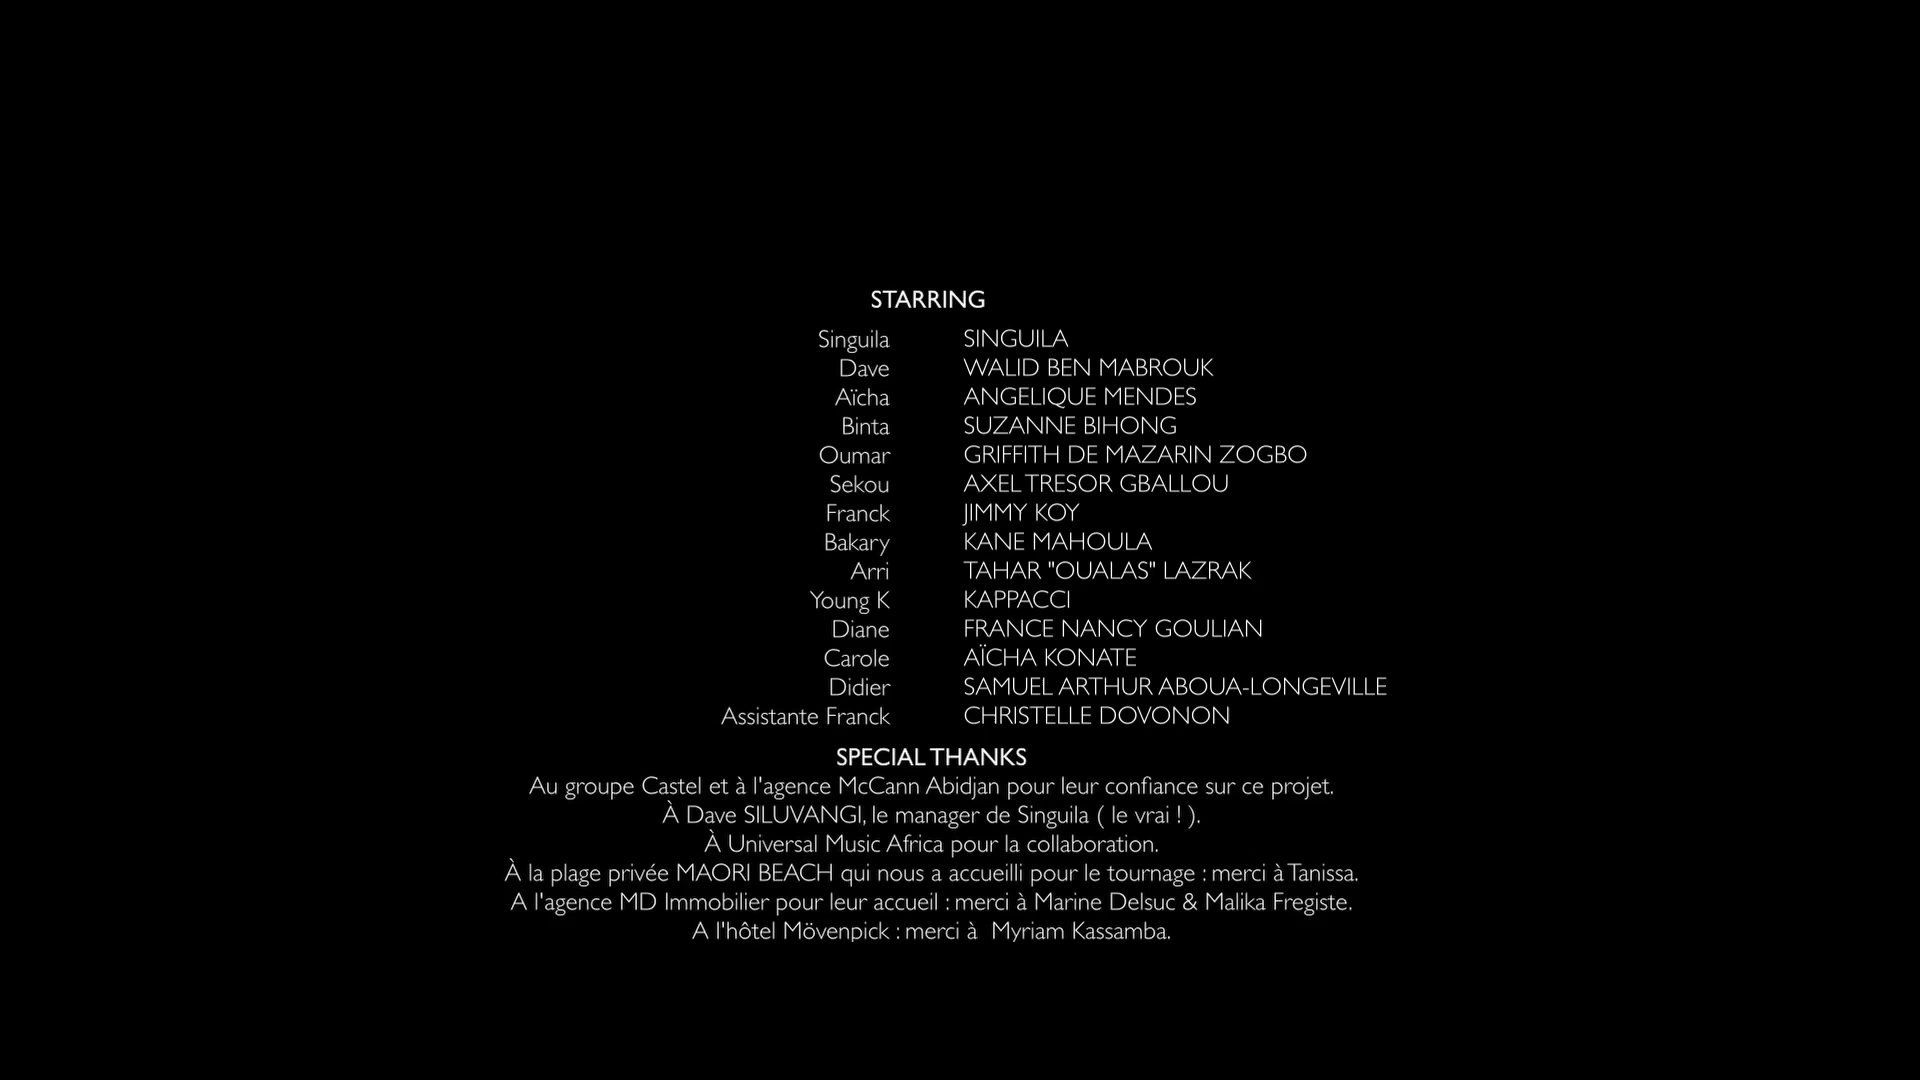 STARRING
Singuila SINGUILA
Dave WALID BEN MABROUK
Aïcha ANGELIQUE MENDES
Binta SUZANNE BIHONG
Oumar GRIFFITH DE MAZARIN ZOGBO
Sekou AXEL TRESOR GBALLOU
Franck JIMMY KOY
Bakary KANE MAHOULA
Arri TAHAR "OUALAS" LAZRAK
Young K KAPPACCI
Diane FRANCE NANCY GOULIAN
Carole AÏCHA KONATE
Didier SAMUEL ARTHUR ABOUA-LONGEVILLE
Assistante Franck CHRISTELLE DOVONON
SPECIAL THANKS
Au groupe Castel et à l'agence McCann Abidjan pour leur confiance sur ce projet.
À Dave SILUVANGI, le manager de Singuila ( le vrai ! ).
À Universal Music Africa pour la collaboration.
À la plage privée MAORI BEACH qui nous a accueilli pour le tournage : merci à Tanissa.
A l'agence MD Immobilier pour leur accueil : merci à Marine Delsuc & Malika Fregiste.
A l'hôtel Mövenpick : merci à Myriam Kassamba.